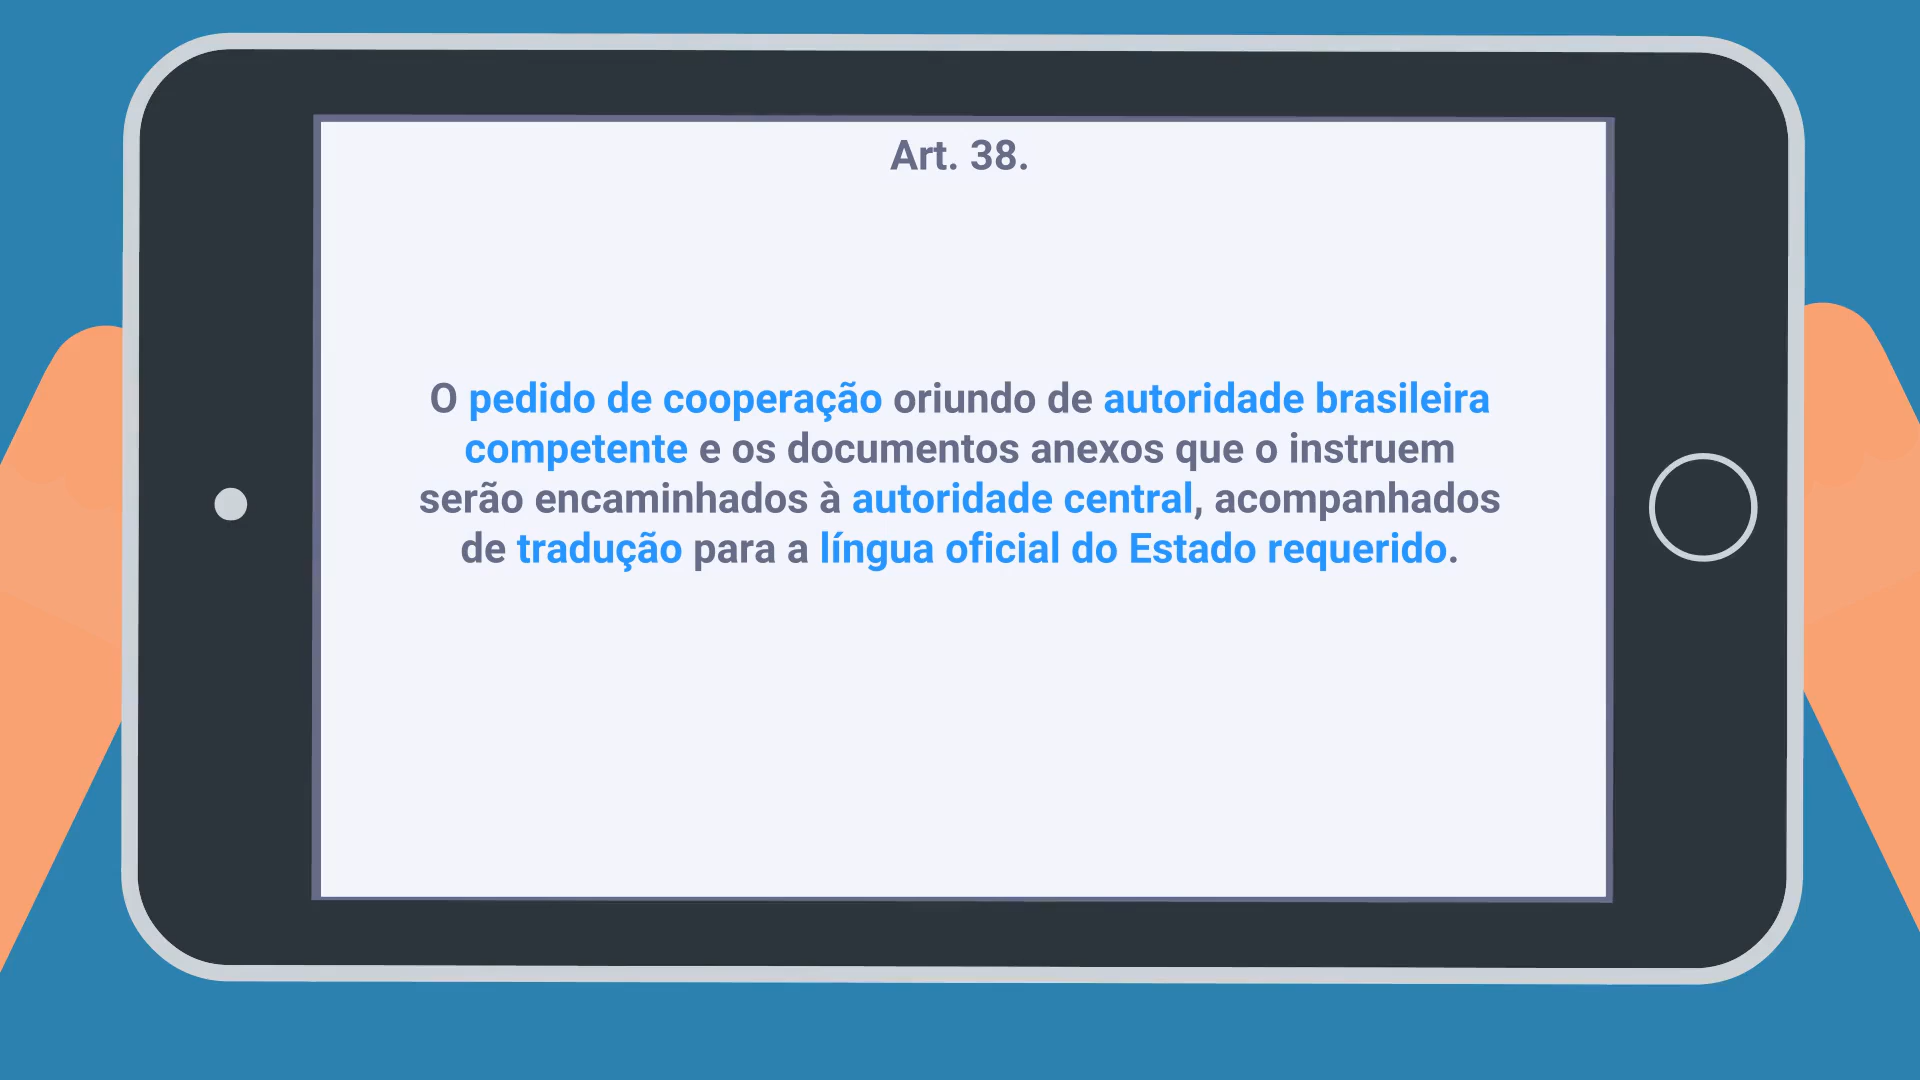 Art. 38.
O pedido de cooperação oriundo de autoridade brasileira
competente e os documentos anexos que o instruem
serão encaminhados à autoridade central, acompanhados
de tradução para a língua oficial do Estado requerido.